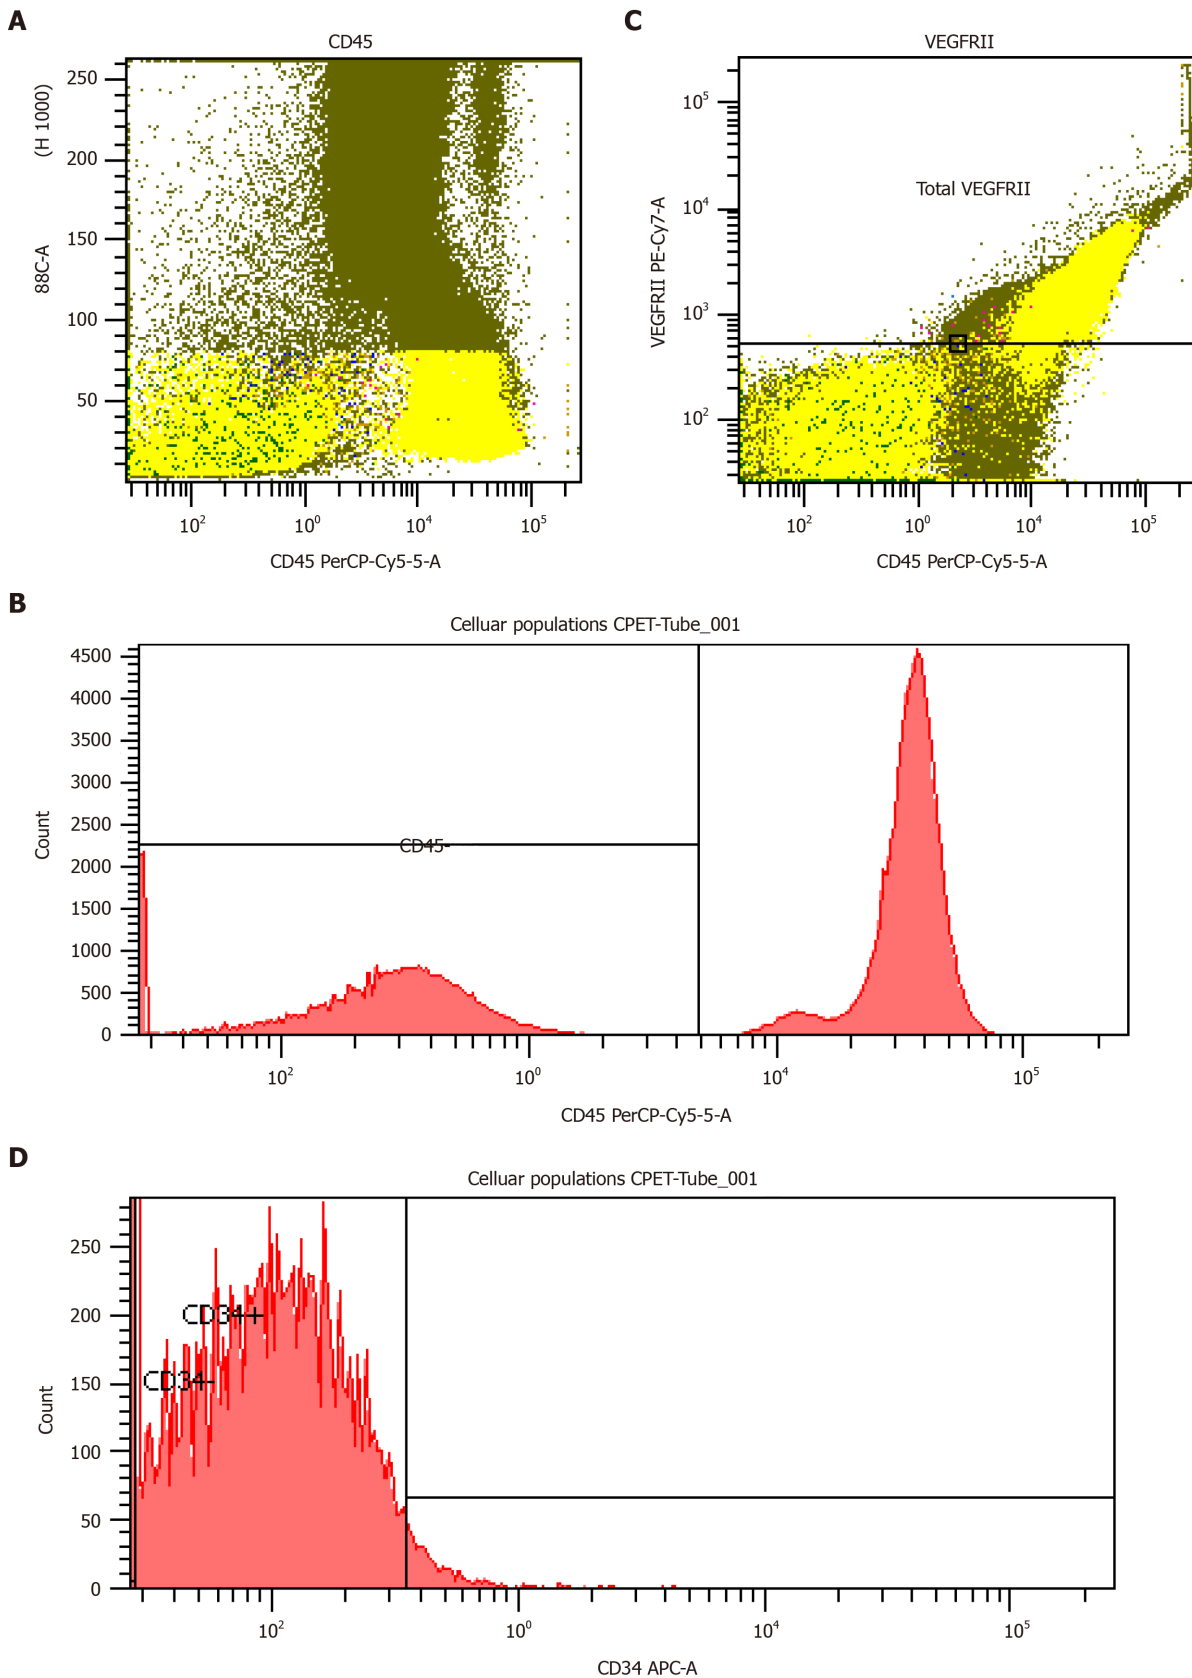 A
CD45
250
200
150
100
50
88C-A (H 1000)
10² 10⁰ 10⁴ 10⁵
CD45 PerCP-Cy5-5-A
C
VEGFRII
10⁵
10⁴
10³
10²
VEGFRII PE-Cy7-A
Total VEGFRII
10² 10⁰ 10⁴ 10⁵
CD45 PerCP-Cy5-5-A
B
Celluar populations CPET-Tube_001
4500
4000
3500
3000
2500
2000
1500
1000
500
0
Count
CD45-
10² 10⁰ 10⁴ 10⁵
CD45 PerCP-Cy5-5-A
D
Celluar populations CPET-Tube_001
250
200
150
100
50
0
Count
CD34+
CD34-
10² 10⁰ 10⁴ 10⁵
CD34 APC-A